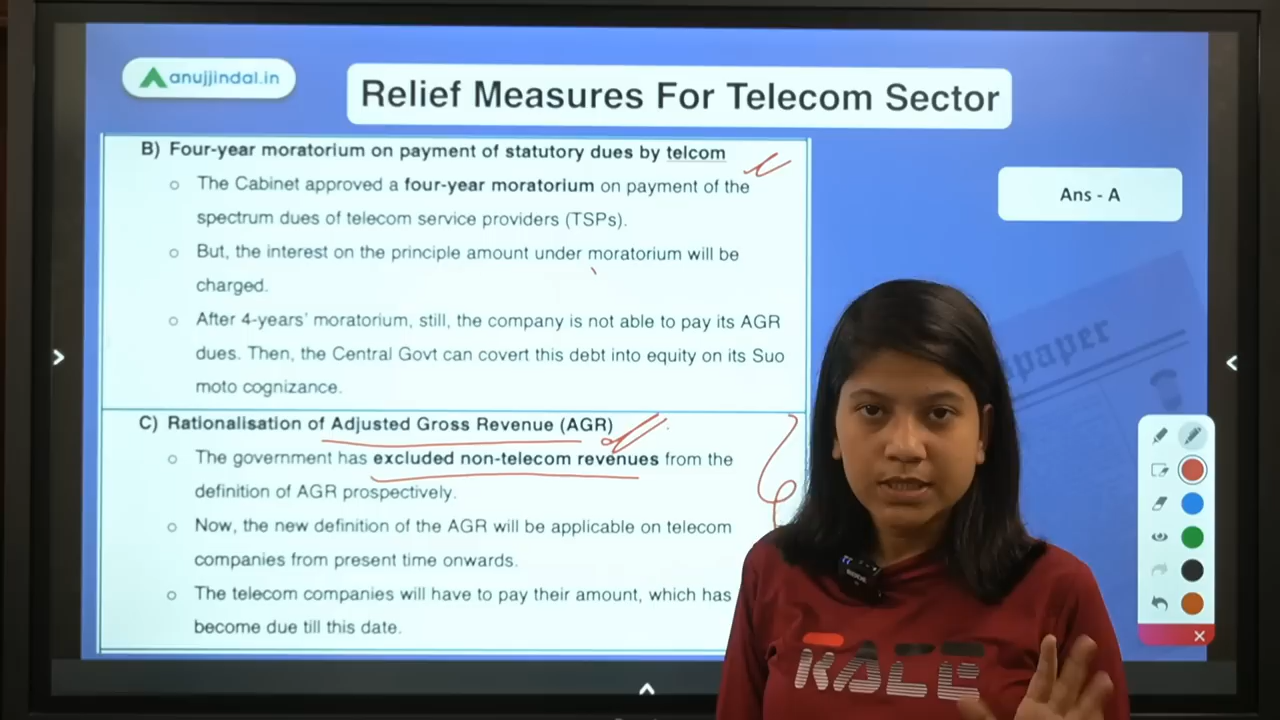 anujjindal.in
Relief Measures For Telecom Sector
B) Four-year moratorium on payment of statutory dues by telcom
o The Cabinet approved a four-year moratorium on payment of the
spectrum dues of telecom service providers (TSPs).
o But, the interest on the principle amount under moratorium will be
charged.
o After 4-years' moratorium, still, the company is not able to pay its AGR
dues. Then, the Central Govt can covert this debt into equity on its Suo
moto cognizance.
C) Rationalisation of Adjusted Gross Revenue (AGR)
o The government has excluded non-telecom revenues from the
definition of AGR prospectively.
o Now, the new definition of the AGR will be applicable on telecom
companies from present time onwards.
o The telecom companies will have to pay their amount, which has
become due till this date.
Ans - A
spaper
RACE